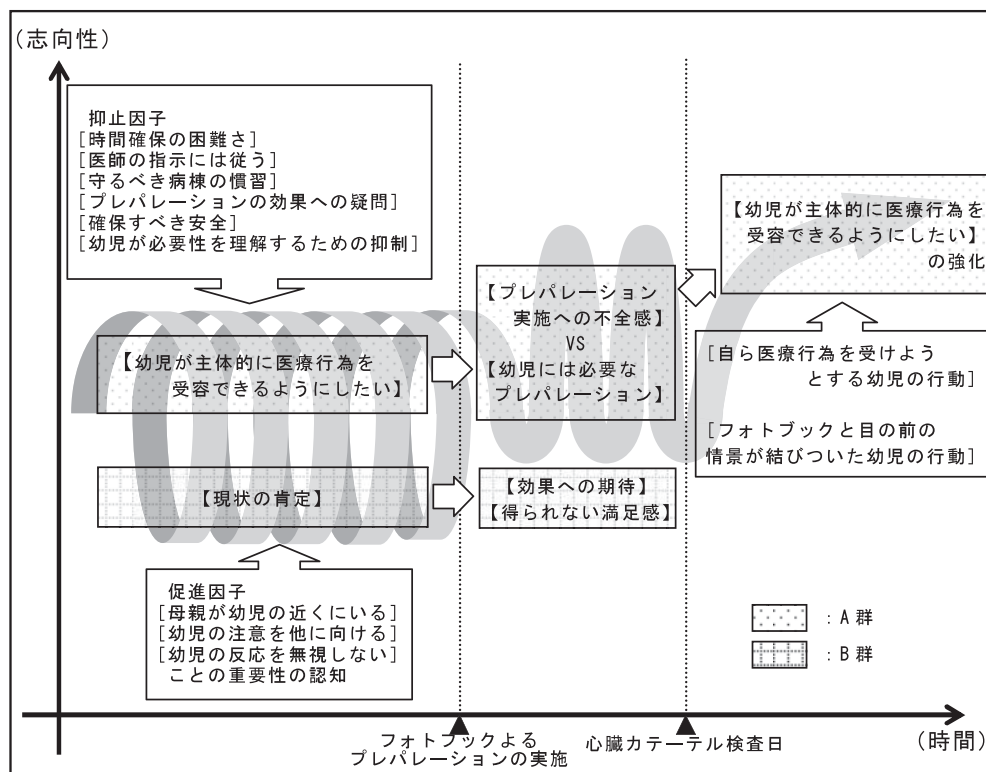 (志向性)
抑止因子
[時間確保の困難さ]
[医師の指示には従う]
[守るべき病棟の慣習]
[プレパレーションの効果への疑問]
[確保すべき安全]
[幼児が必要性を理解するための抑制]
【幼児が主体的に医療行為を
受容できるようにしたい】
【現状の肯定】
促進因子
[母親が幼児の近くにいる]
[幼児の注意を他に向ける]
[幼児の反応を無視しない]
ことの重要性の認知
【プレパレーション
実施への不全感】
VS
【幼児には必要な
プレパレーション】
【効果への期待】
【得られない満足感】
【幼児が主体的に医療行為を
受容できるようにしたい】
の強化
[自ら医療行為を受けよう
とする幼児の行動]
[フォトブックと目の前の
情景が結びついた幼児の行動]
:A群
:B群
フォトブックよる
プレパレーションの実施
心臓カテーテル検査日
(時間)